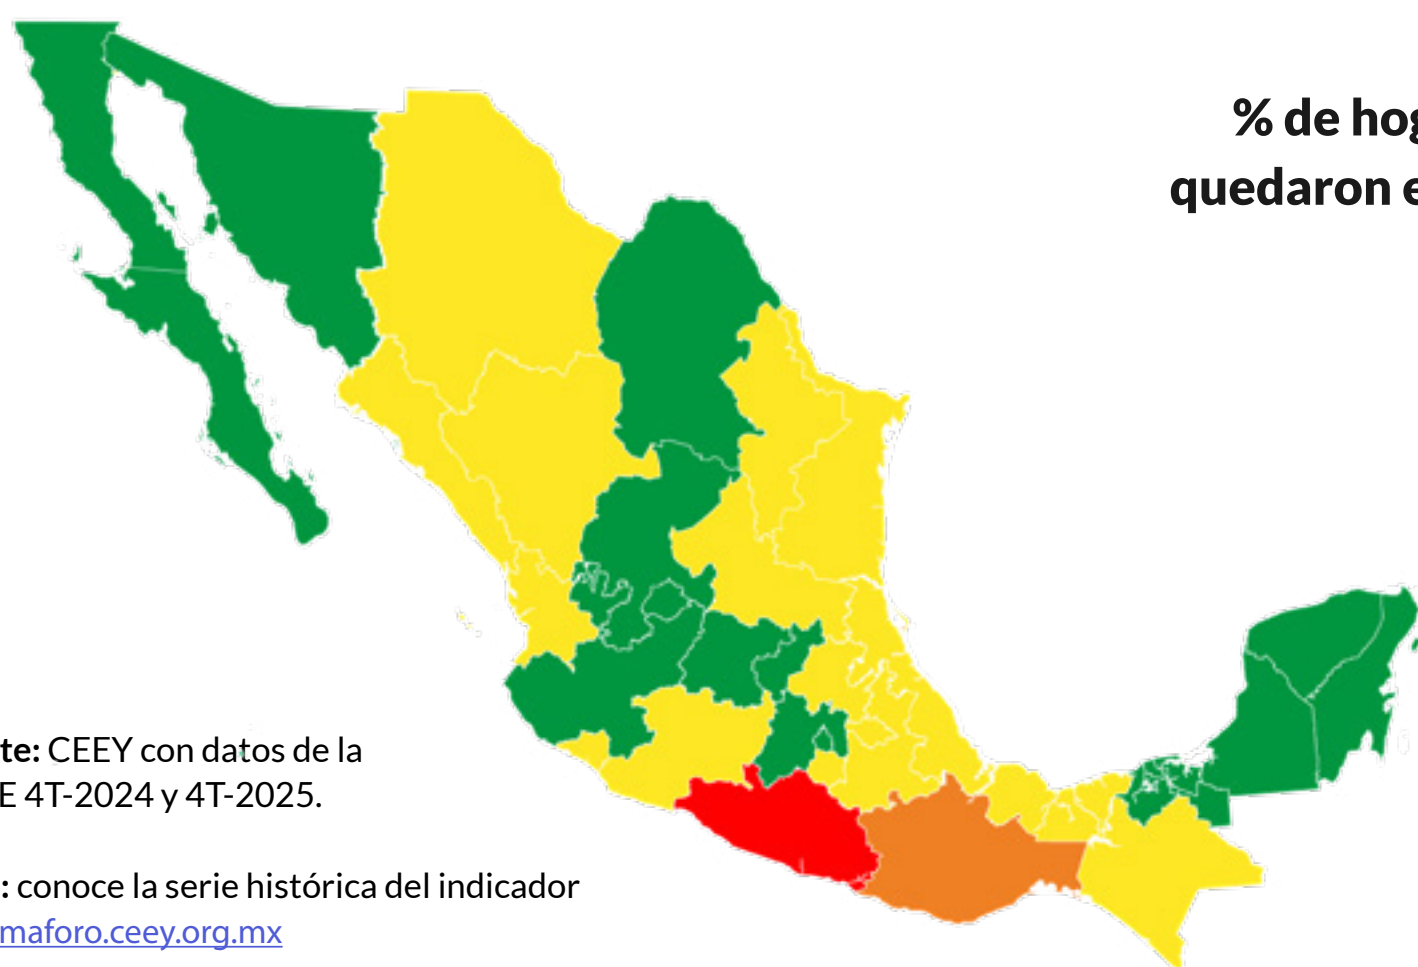 % de hog
quedaron e
te: CEEY con datos de la
E 4T-2024 y 4T-2025.
: conoce la serie histórica del indicador
maforo.ceey.org.mx